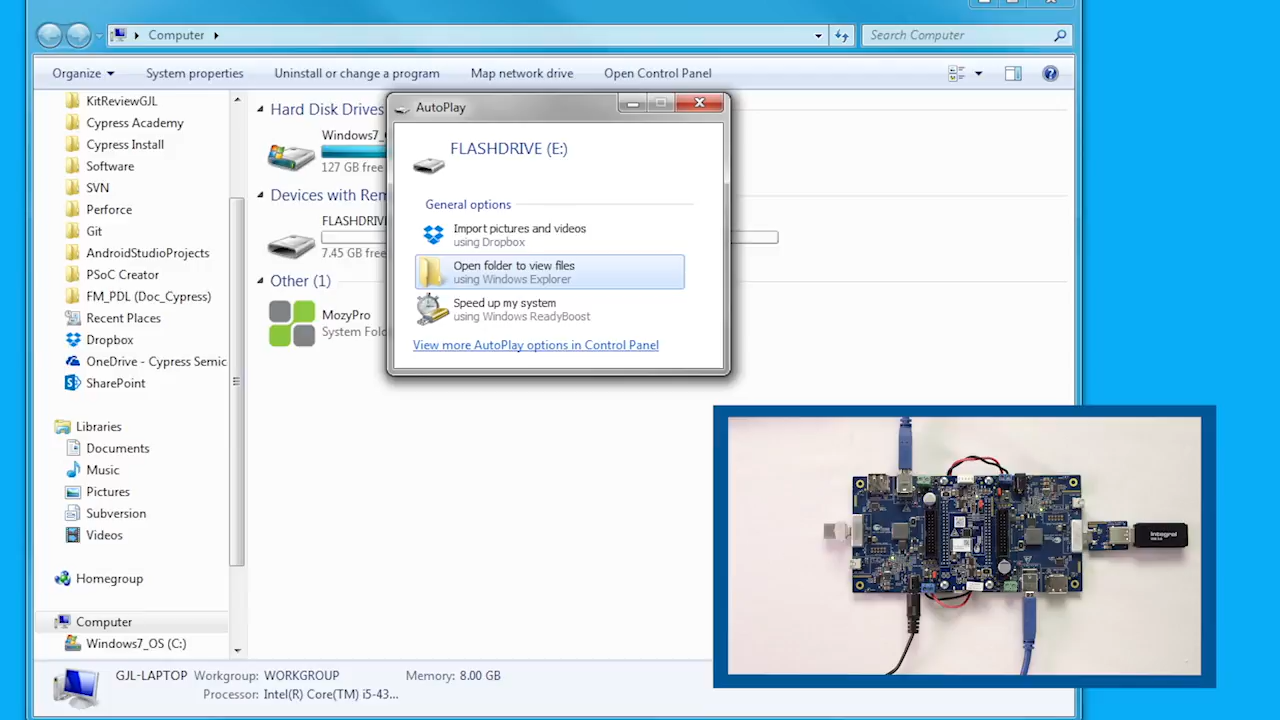 Computer
Search Computer
Organize
System properties
Uninstall or change a program
Map network drive
Open Control Panel
KitReviewGJL
Cypress Academy
Cypress Install
Software
SVN
Perforce
Git
AndroidStudioProjects
PSoC Creator
FM_PDL (Doc_Cypress)
Recent Places
Dropbox
OneDrive - Cypress Semic
SharePoint
Libraries
Documents
Music
Pictures
Subversion
Videos
Homegroup
Computer
Windows7_OS (C:)
Hard Disk Drives
Windows7_
127 GB free
Devices with Rem
FLASHDRIVE
7.45 GB free
Other (1)
MozyPro
System Fold
AutoPlay
FLASHDRIVE (E:)
General options
Import pictures and videos
using Dropbox
Open folder to view files
using Windows Explorer
Speed up my system
using Windows ReadyBoost
View more AutoPlay options in Control Panel
GJL-LAPTOP Workgroup: WORKGROUP Memory: 8.00 GB
Processor: Intel(R) Core(TM) i5-43...
Integral